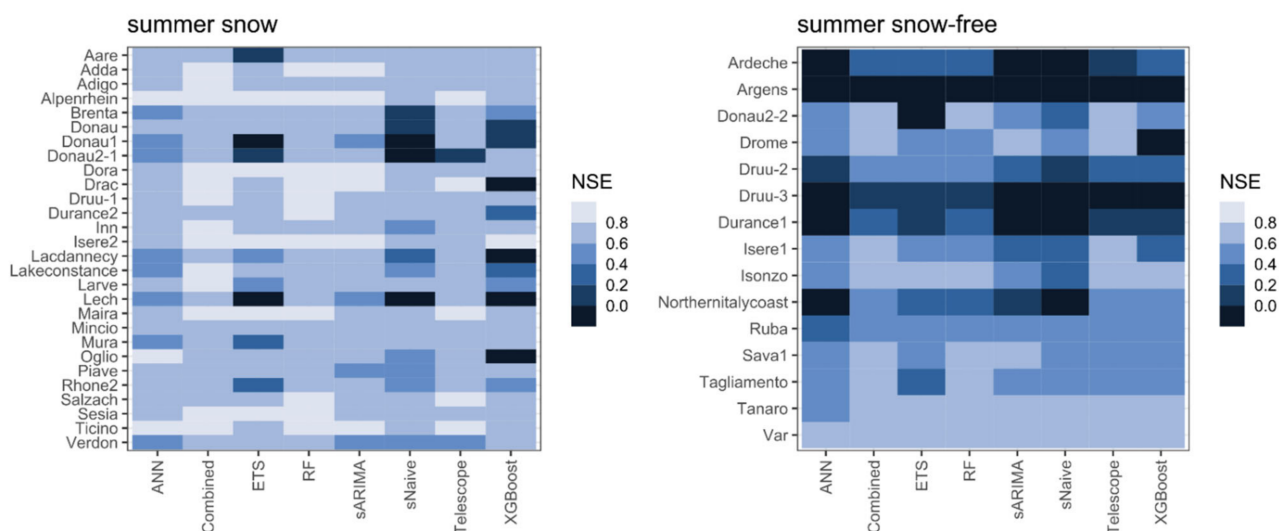 summer snow
Aare
Adda
Adigo
Alpenrhein
Brenta
Donau
Donau1
Donau2-1
Dora
Drac
Druu-1
Durance2
Inn
Isere2
Lacdannecy
Lakeconstance
Larve
Lech
Maira
Mincio
Mura
Oglio
Piave
Rhone2
Salzach
Sesia
Ticino
Verdon
ANN
Combined
ETS
RF
sARIMA
sNaive
Telescope
XGBoost
NSE
0.8
0.6
0.4
0.2
0.0
summer snow-free
Ardeche
Argens
Donau2-2
Drome
Druu-2
Druu-3
Durance1
Isere1
Isonzo
Northernitalycoast
Ruba
Sava1
Tagliamento
Tanaro
Var
ANN
Combined
ETS
RF
sARIMA
sNaive
Telescope
XGBoost
NSE
0.8
0.6
0.4
0.2
0.0